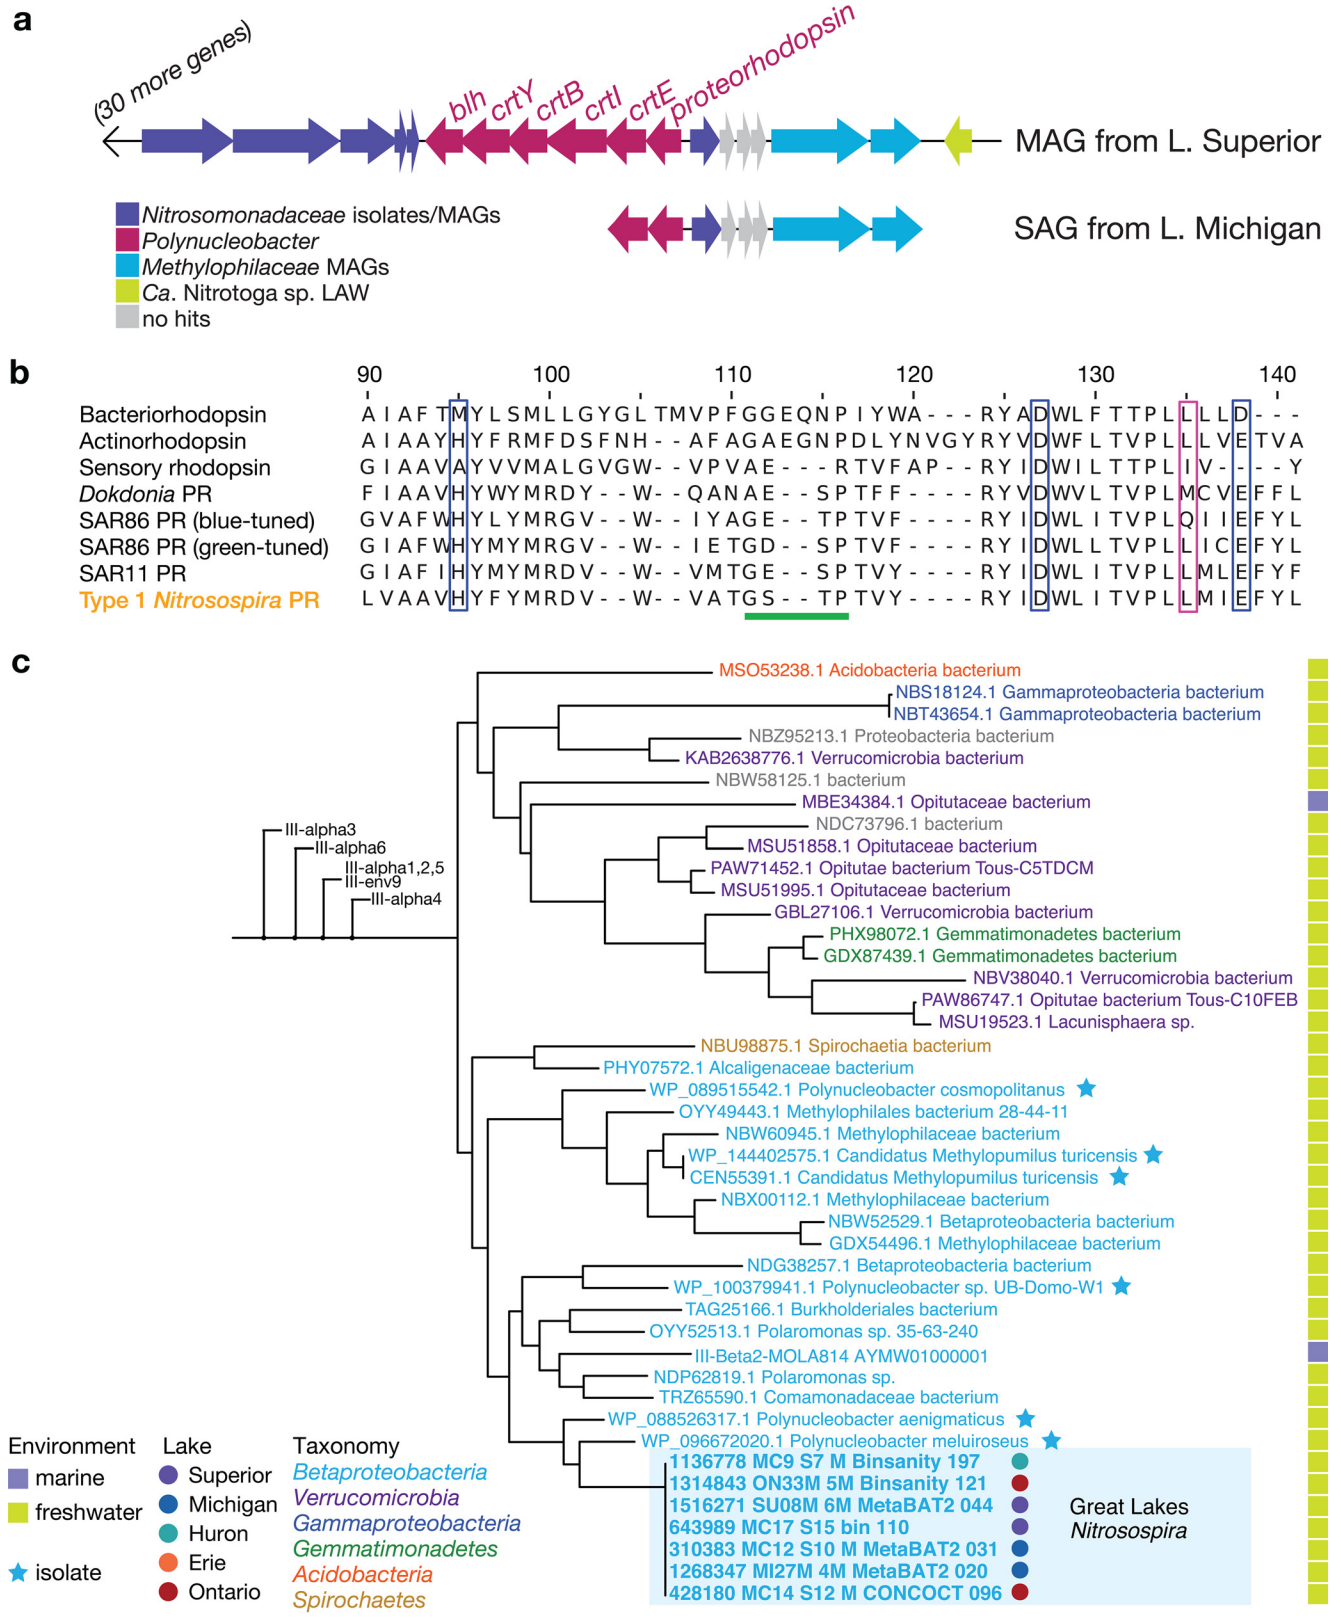 a
(30 more genes)
blh
crtY
crtB
crtI
crtE
proteorhodopsin
MAG from L. Superior
SAG from L. Michigan
Nitrosomonadaceae isolates/MAGs
Polynucleobacter
Methylophilaceae MAGs
Ca. Nitrotoga sp. LAW
no hits
b
90 100 110 120 130 140
Bacteriorhodopsin A I A F T M Y L S M L L G Y G L T M V P F G G E Q N P I Y W A - - - R Y A D W L F T T P L L L L D - - -
Actinorhodopsin A I A A Y H Y F R M F D S F N H - - A F A G A E G N P D L Y N V G Y R Y V D W F L T V P L L L V E T V A
Sensory rhodopsin G I A A V A Y V V M A L G V G W - - V P V A E - - - R T V F A P - - R Y I D W I L T T P L I V - - - - Y
Dokdonia PR F I A A V H Y W Y M R D Y - - W - - Q A N A E - - S P T F F - - - - R Y V D W V L T V P L M C V E F F L
SAR86 PR (blue-tuned) G V A F W H Y L Y M R G V - - W - - I Y A G E - - T P T V F - - - - R Y I D W L I T V P L Q I I E F Y L
SAR86 PR (green-tuned) G I A F W H Y M Y M R G V - - W - - I E T G D - - S P T V F - - - - R Y I D W L L T V P L L I C E F Y L
SAR11 PR G I A F I H Y M Y M R D V - - W - - V M T G E - - S P T V Y - - - - R Y I D W L I T V P L L M L E F Y F
Type 1 Nitrosospira PR L V A A V H Y F Y M R D V - - W - - V A T G S - - T P T V Y - - - - R Y I D W L I T V P L L M I E F Y L
c
MSO53238.1 Acidobacteria bacterium
NBS18124.1 Gammaproteobacteria bacterium
NBT43654.1 Gammaproteobacteria bacterium
NBZ95213.1 Proteobacteria bacterium
KAB2638776.1 Verrucomicrobia bacterium
NBW58125.1 bacterium
MBE34384.1 Opitutaceae bacterium
NDC73796.1 bacterium
MSU51858.1 Opitutaceae bacterium
PAW71452.1 Opitutae bacterium Tous-C5TDCM
MSU51995.1 Opitutaceae bacterium
GBL27106.1 Verrucomicrobia bacterium
PHX98072.1 Gemmatimonadetes bacterium
GDX87439.1 Gemmatimonadetes bacterium
NBV38040.1 Verrucomicrobia bacterium
PAW86747.1 Opitutae bacterium Tous-C10FEB
MSU19523.1 Lacunisphaera sp.
III-alpha3
III-alpha6
III-alpha1,2,5
III-env9
III-alpha4
NBU98875.1 Spirochaetia bacterium
PHY07572.1 Alcaligenaceae bacterium
WP_089515542.1 Polynucleobacter cosmopolitanus
OYY49443.1 Methylophilales bacterium 28-44-11
NBW60945.1 Methylophilaceae bacterium
WP_144402575.1 Candidatus Methylopumilus turicensis
CEN55391.1 Candidatus Methylopumilus turicensis
NBX00112.1 Methylophilaceae bacterium
NBW52529.1 Betaproteobacteria bacterium
GDX54496.1 Methylophilaceae bacterium
NDG38257.1 Betaproteobacteria bacterium
WP_100379941.1 Polynucleobacter sp. UB-Domo-W1
TAG25166.1 Burkholderiales bacterium
OYY52513.1 Polaromonas sp. 35-63-240
III-Beta2-MOLA814 AYMW01000001
NDP62819.1 Polaromonas sp.
TRZ65590.1 Comamonadaceae bacterium
WP_088526317.1 Polynucleobacter aenigmaticus
WP_096672020.1 Polynucleobacter meluiroseus
1136778 MC9 S7 M Binsanity 197
1314843 ON33M 5M Binsanity 121
1516271 SU08M 6M MetaBAT2 044
643989 MC17 S15 bin 110
310383 MC12 S10 M MetaBAT2 031
1268347 MI27M 4M MetaBAT2 020
428180 MC14 S12 M CONCOCT 096
Great Lakes
Nitrosospira
Environment
marine
freshwater
isolate
Lake
Superior
Michigan
Huron
Erie
Ontario
Taxonomy
Betaproteobacteria
Verrucomicrobia
Gammaproteobacteria
Gemmatimonadetes
Acidobacteria
Spirochaetes